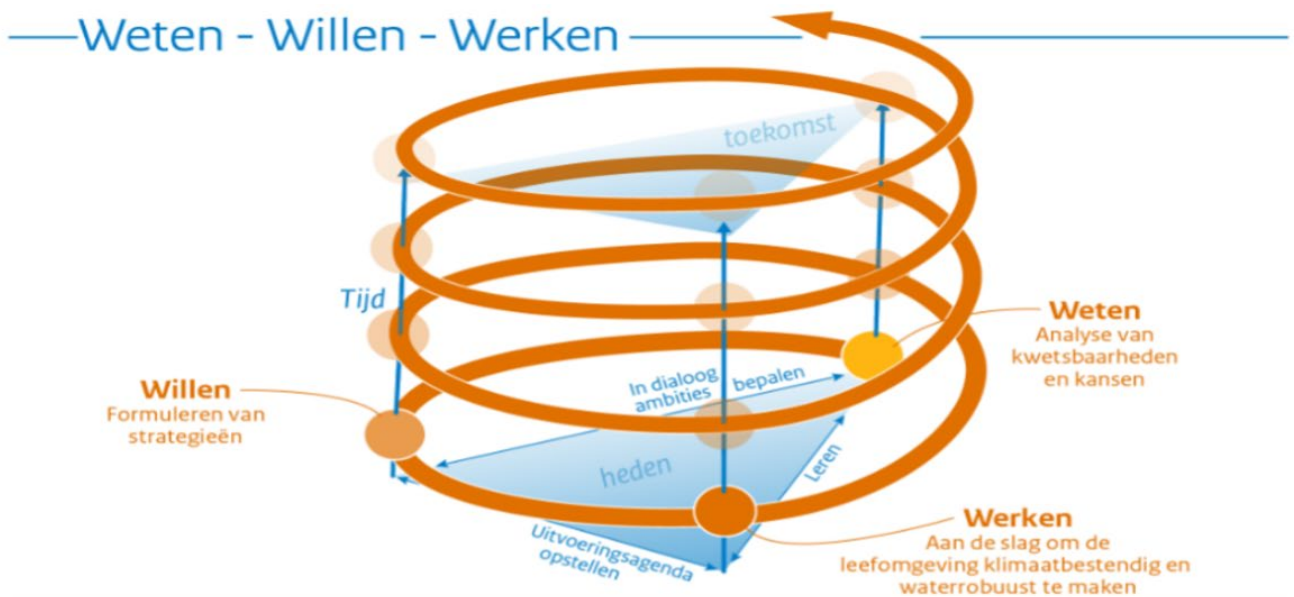 Weten - Willen - Werken
toekomst
Tijd
Weten
Analyse van
kwetsbaarheden
en kansen
In dialoog
ambities bepalen
Willen
Formuleren van
strategieën
heden
Leren
Uitvoeringsagenda
opstellen
Werken
Aan de slag om de
leefomgeving klimaatbestendig en
waterrobuust te maken